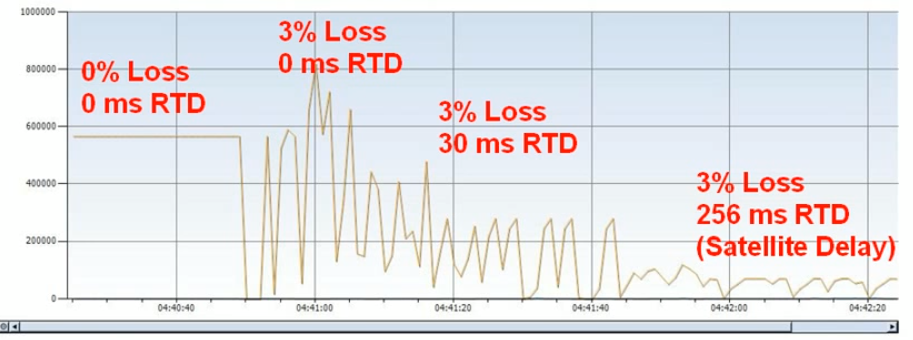 1000000
800000
600000
400000
200000
0
0% Loss
0 ms RTD
3% Loss
0 ms RTD
3% Loss
30 ms RTD
3% Loss
256 ms RTD
(Satellite Delay)
04:40:40
04:41:00
04:41:20
04:41:40
04:42:00
04:42:20